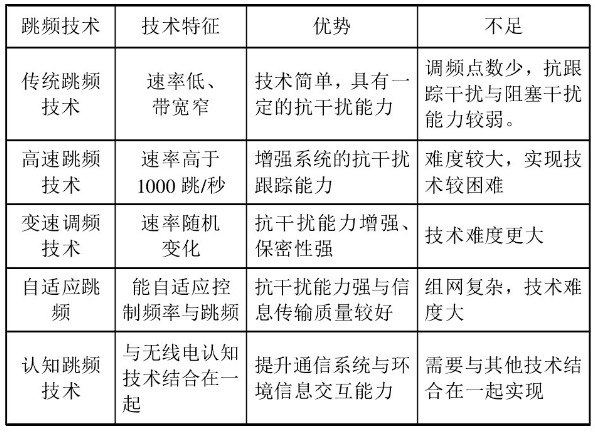 跳频技术 技术特征 优势 不足
传统跳频
技术
速率低、
带宽窄
技术简单，具有一
定的抗干扰能力
调频点数少，抗跟
踪干扰与阻塞干扰
能力较弱。
高速跳频
技术
速率高于
1000 跳/秒
增强系统的抗干扰
跟踪能力
难度较大，实现技
术较困难
变速调频
技术
速率随机
变化
抗干扰能力增强、
保密性强
技术难度更大
自适应跳
频
能自适应控
制频率与跳频
抗干扰能力强与信
息传输质量较好
组网复杂，技术难
度大
认知跳频
技术
与无线电认知
技术结合在一
起
提升通信系统与环
境信息交互能力
需要与其他技术结
合在一起实现